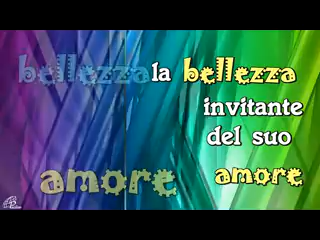 bellezza la bellezza
invitante
del suo
amore amore